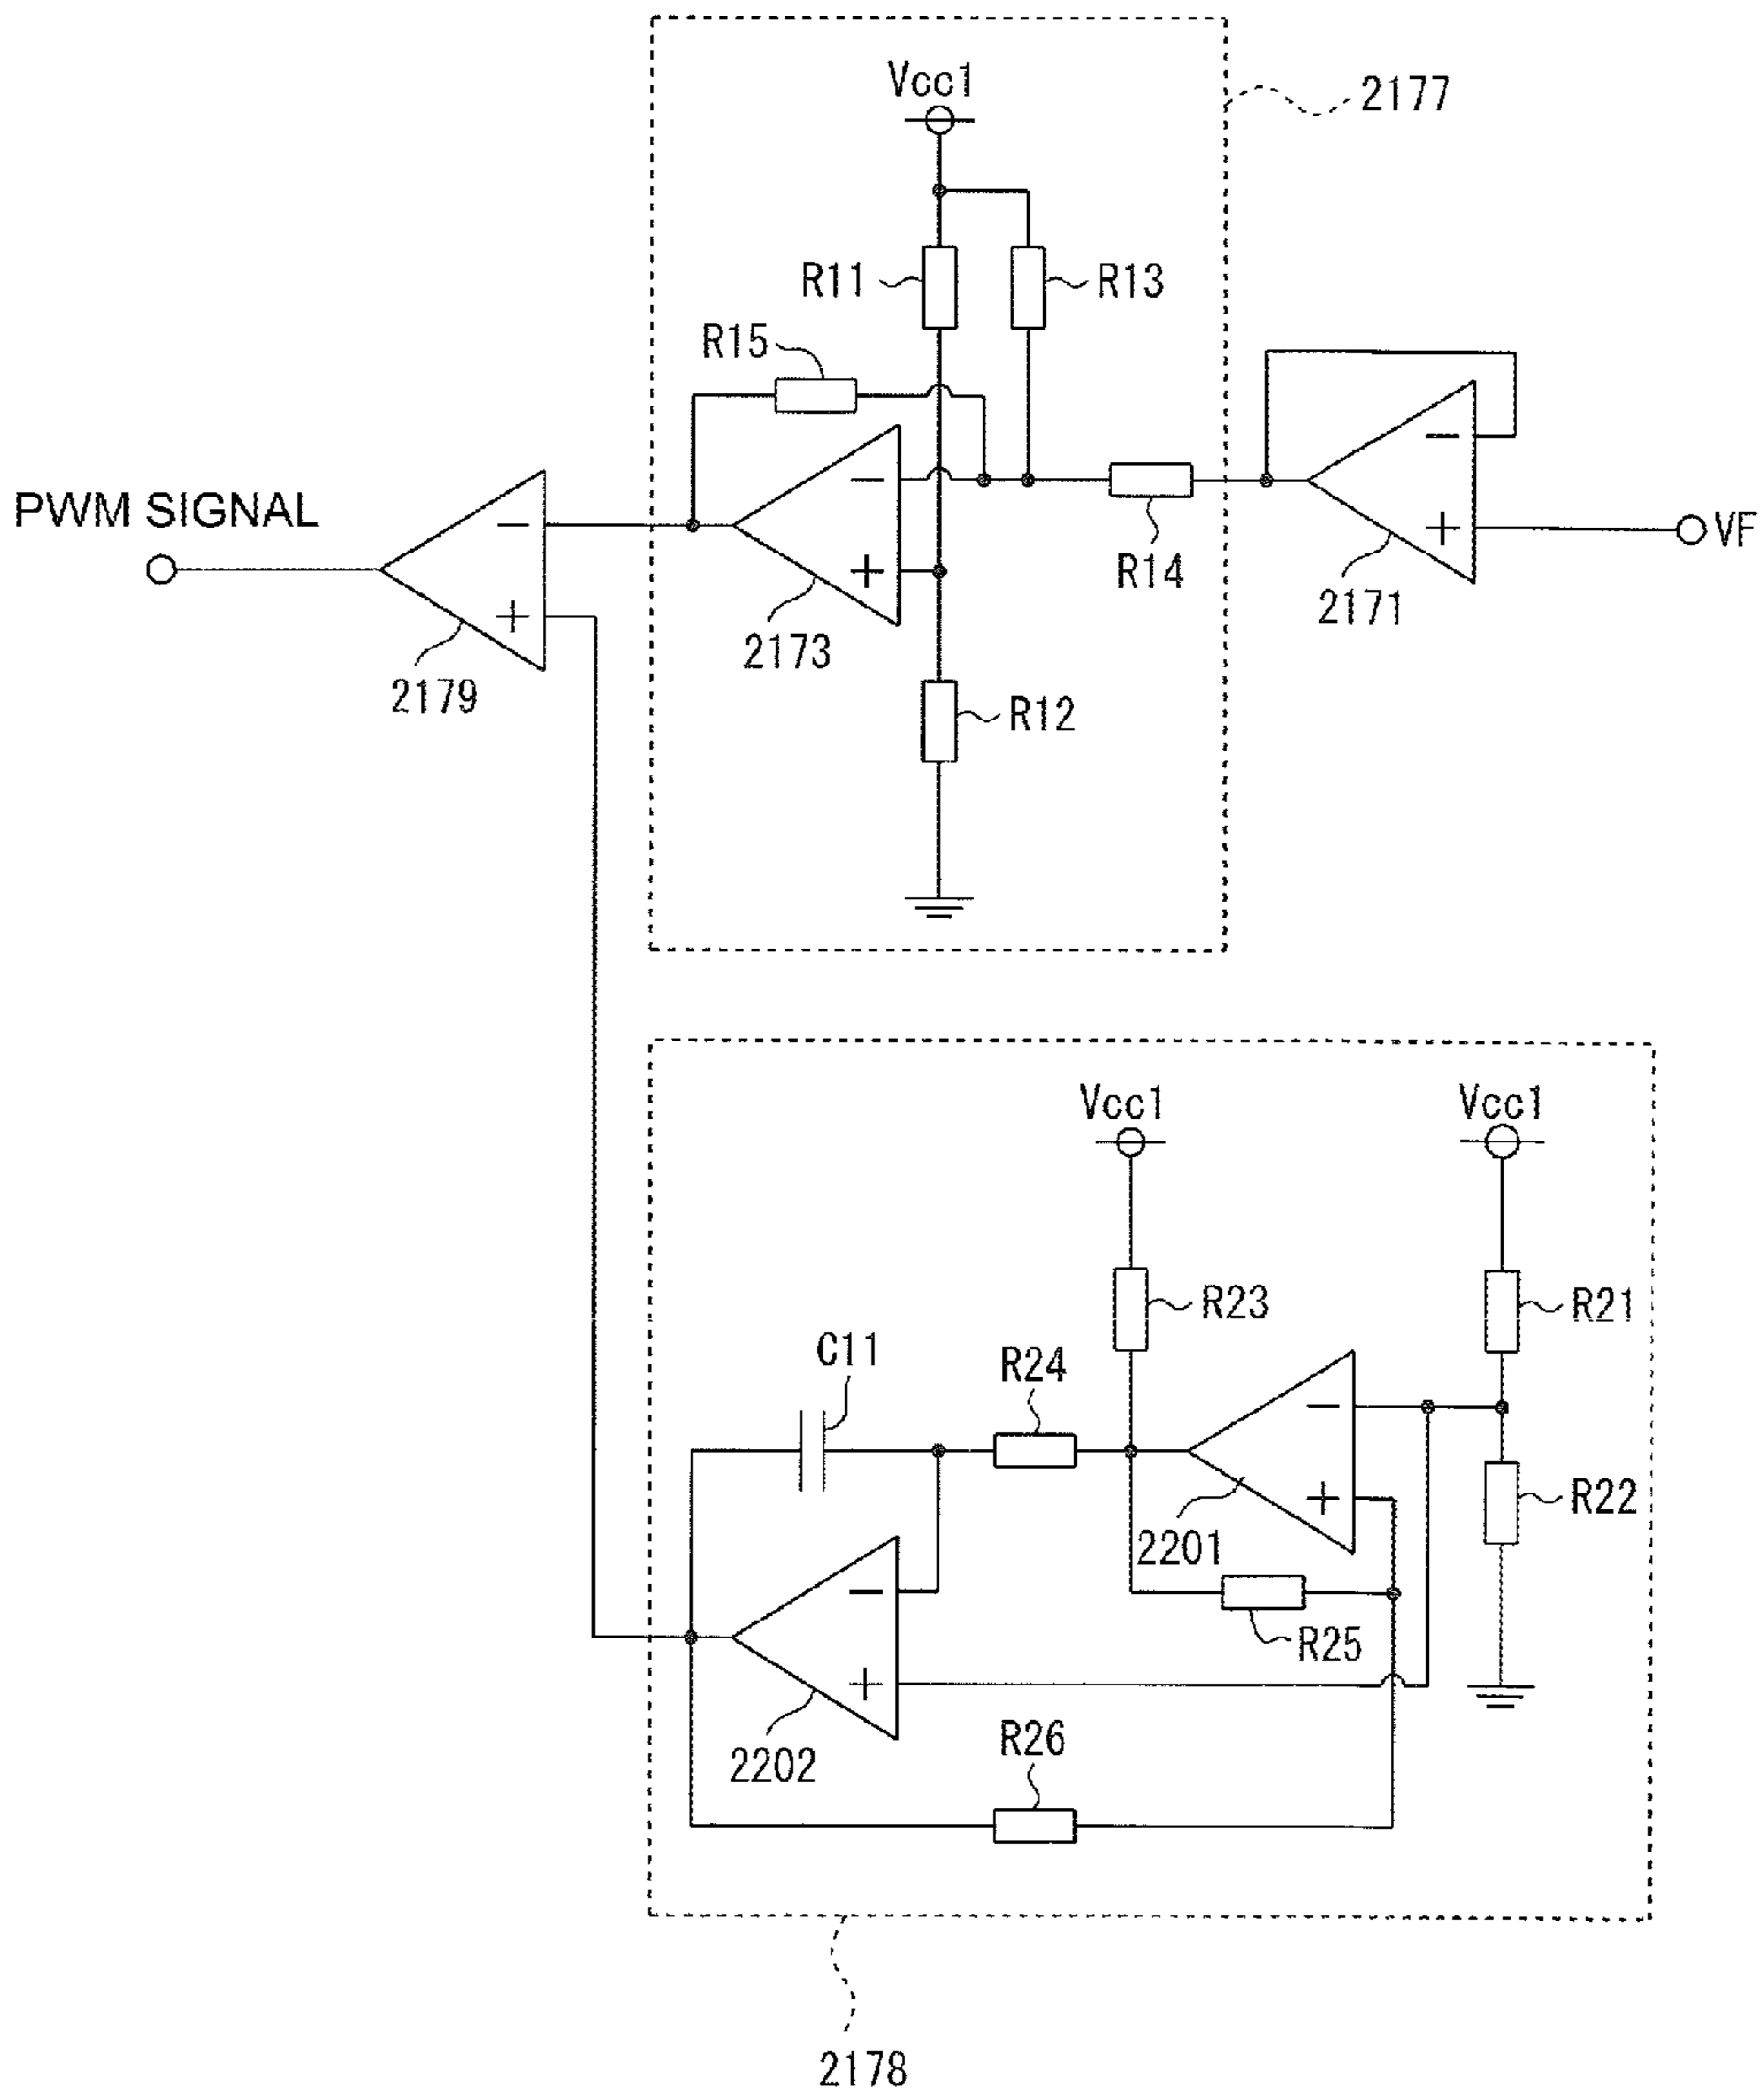 Vcc1
2177
R11
R13
R15
PWM SIGNAL
−
−
−
+
+
+
VF
R14
2171
2173
2179
R12
Vcc1
Vcc1
R23
R21
C11
R24
−
+
R22
2201
−
R25
+
2202
R26
2178